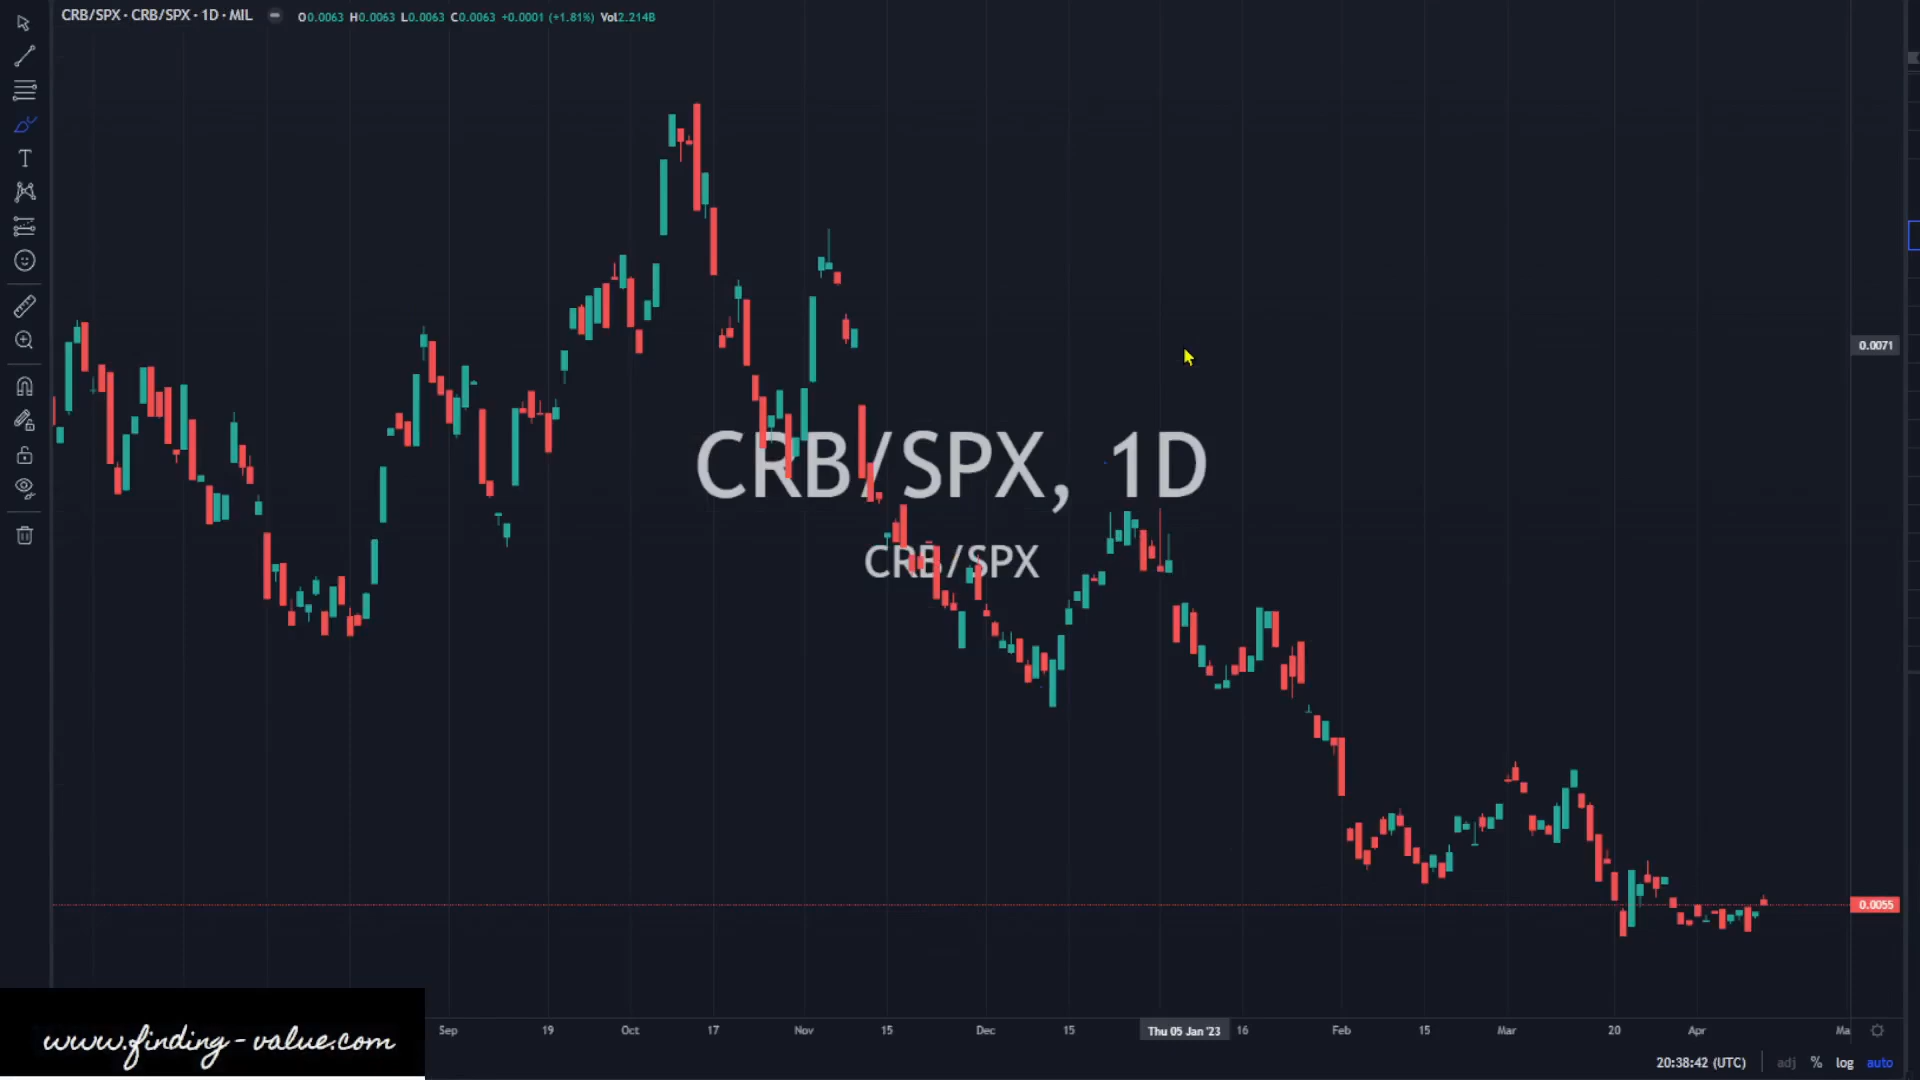 CRB/SPX · CRB/SPX · 1D · MIL O0.0063 H0.0063 L0.0063 C0.0063 +0.0001 (+1.81%) Vol2.214B
0.0071
CRB/SPX, 1D
CRB/SPX
0.0055
Sep 19 Oct 17 Nov 15 Dec 15 Thu 05 Jan '23 16 Feb 15 Mar 20 Apr Ma
www.finding-value.com
20:38:42 (UTC) adj % log auto